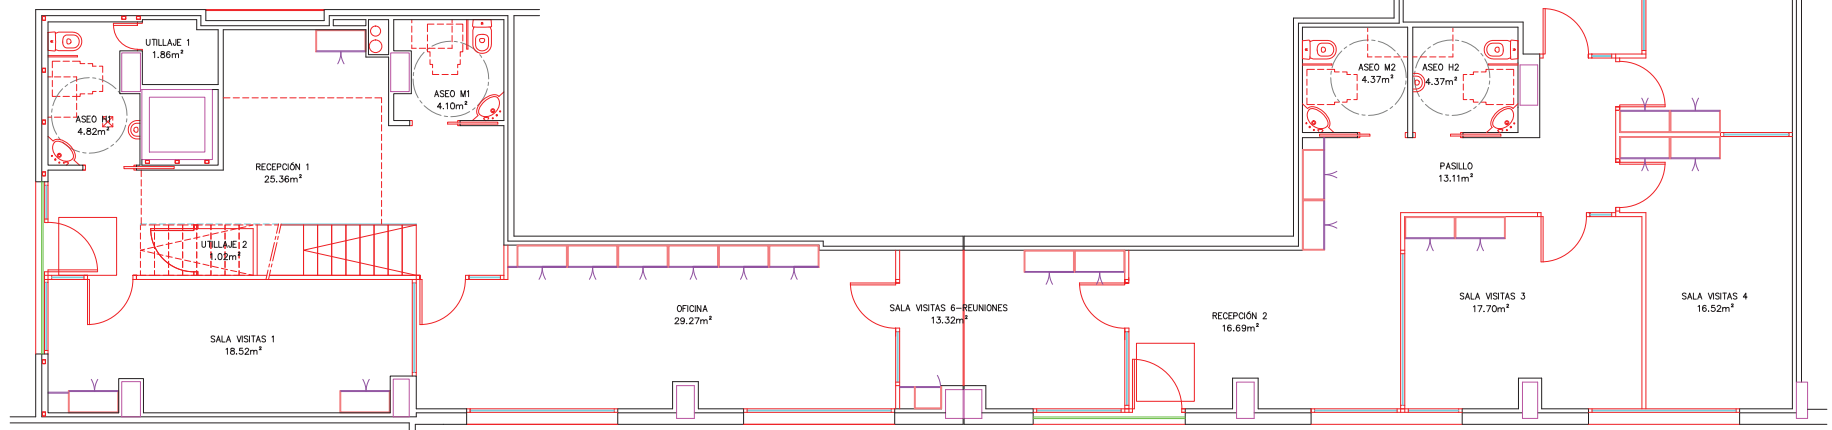 UTILLAJE 1
1.86m²
ASEO H1
4.82m²
ASEO M1
4.10m²
RECEPCIÓN 1
25.36m²
UTILLAJE 2
1.02m²
SALA VISITAS 1
18.52m²
OFICINA
29.27m²
SALA VISITAS 6-REUNIONES
13.32m²
RECEPCIÓN 2
16.69m²
ASEO M2
4.37m²
ASEO H2
4.37m²
PASILLO
13.11m²
SALA VISITAS 3
17.70m²
SALA VISITAS 4
16.52m²